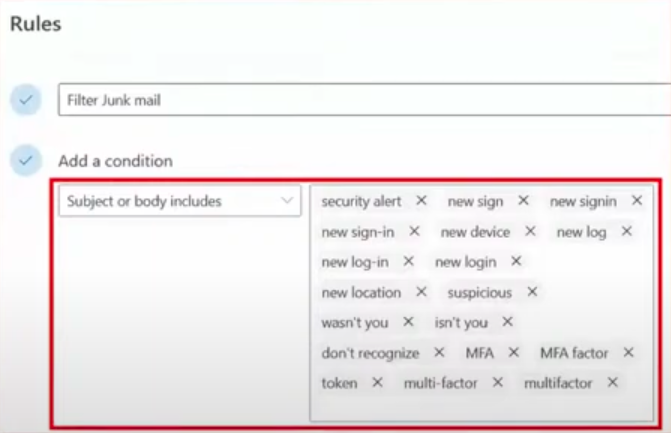 Rules
Filter Junk mail
Add a condition
Subject or body includes
security alert × new sign × new signin ×
new sign-in × new device × new log ×
new log-in × new login ×
new location × suspicious ×
wasn't you × isn't you ×
don't recognize × MFA × MFA factor ×
token × multi-factor × multifactor ×